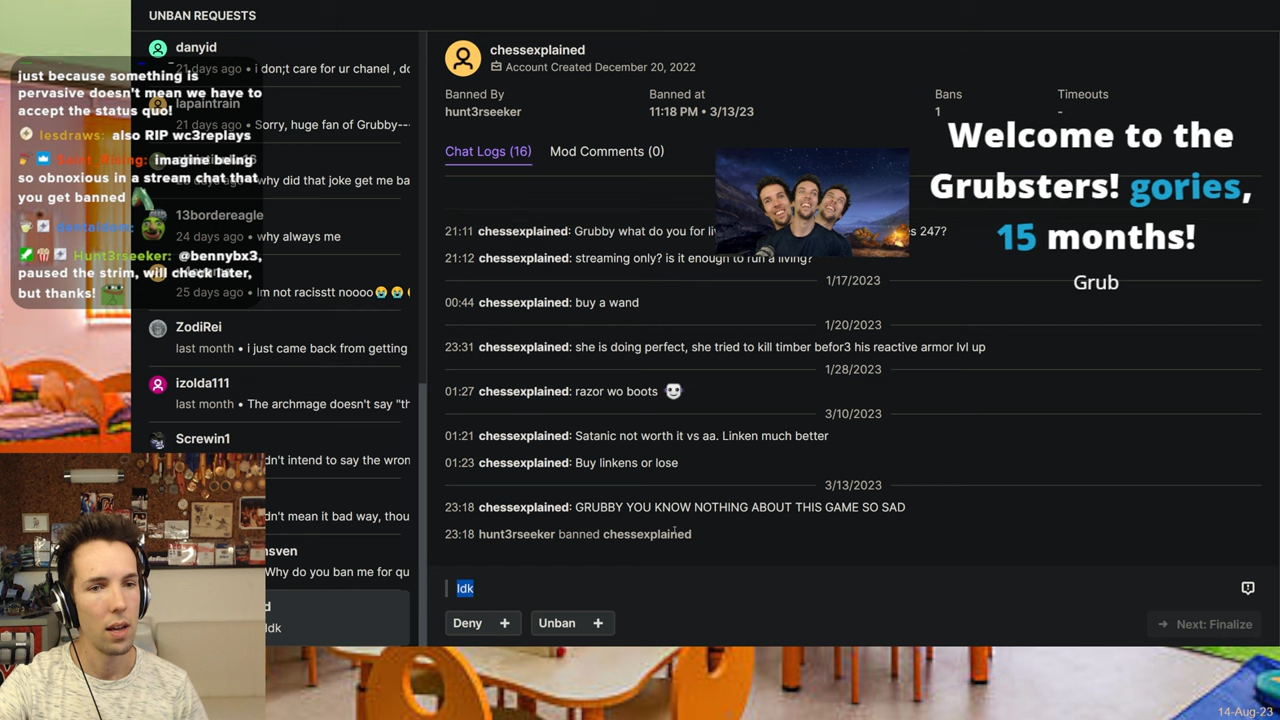 UNBAN REQUESTS
danyid
21 days ago • i don;t care for ur chanel , do
lapaintrain
21 days ago • Sorry, huge fan of Grubby--
why did that joke get me ba
13bordereagle
24 days ago • why always me
25 days ago • Im not racisstt noooo😭😭
ZodiRei
last month • i just came back from getting
izolda111
last month • The archmage doesn't say "th
Screwin1
dn't intend to say the wron
dn't mean it bad way, thou
nsven
Why do you ban me for qu
d
Idk
just because something is
pervasive doesn't mean we have to
accept the status quo!
lesdraws: also RIP wc3replays
imagine being
so obnoxious in a stream chat that
you get banned
Hunt3rseeker: @bennybx3,
paused the strim, will check later,
but thanks!
chessexplained
Account Created December 20, 2022
Banned By
hunt3rseeker
Banned at
11:18 PM • 3/13/23
Bans
1
Timeouts
-
Chat Logs (16)
Mod Comments (0)
21:11 chessexplained: Grubby what do you for li
s 247?
21:12 chessexplained: streaming only? is it enough to run a living?
1/17/2023
00:44 chessexplained: buy a wand
1/20/2023
23:31 chessexplained: she is doing perfect, she tried to kill timber befor3 his reactive armor lvl up
1/28/2023
01:27 chessexplained: razor wo boots
3/10/2023
01:21 chessexplained: Satanic not worth it vs aa. Linken much better
01:23 chessexplained: Buy linkens or lose
3/13/2023
23:18 chessexplained: GRUBBY YOU KNOW NOTHING ABOUT THIS GAME SO SAD
23:18 hunt3rseeker banned chessexplained
Idk
Deny +
Unban +
Next: Finalize
Welcome to the
Grubsters! gories,
15 months!
Grub
14-Aug-23